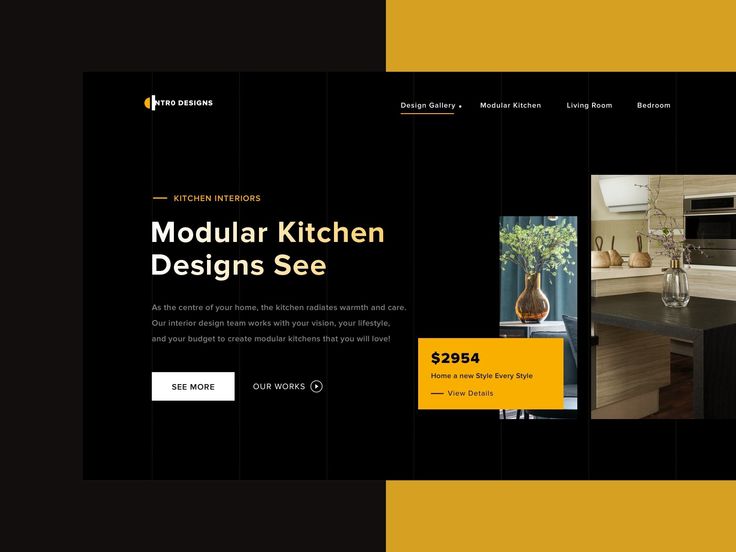 INTRO DESIGNS
Design Gallery
Modular Kitchen
Living Room
Bedroom
KITCHEN INTERIORS
Modular Kitchen
Designs See
As the centre of your home, the kitchen radiates warmth and care.
Our interior design team works with your vision, your lifestyle,
and your budget to create modular kitchens that you will love!
SEE MORE
OUR WORKS
$2954
Home a new Style Every Style
View Details